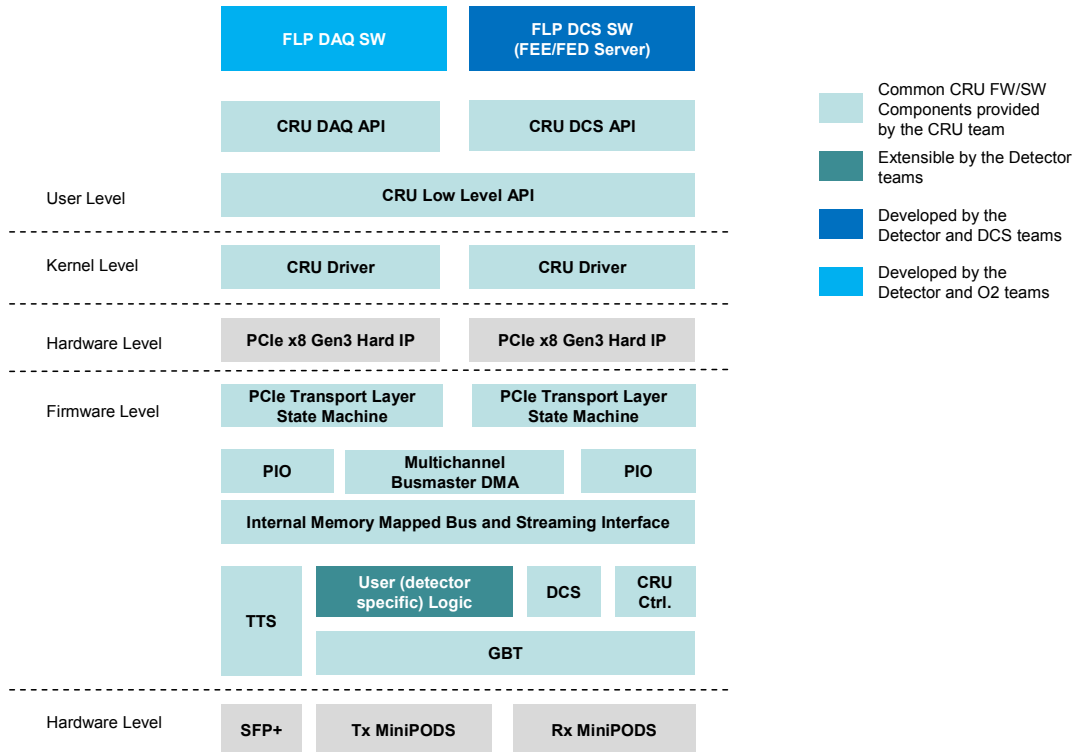 FLP DAQ SW
FLP DCS SW
(FEE/FED Server)
CRU DAQ API
CRU DCS API
User Level
CRU Low Level API
Kernel Level
CRU Driver
CRU Driver
Hardware Level
PCIe x8 Gen3 Hard IP
PCIe x8 Gen3 Hard IP
Firmware Level
PCIe Transport Layer
State Machine
PCIe Transport Layer
State Machine
PIO
Multichannel
Busmaster DMA
PIO
Internal Memory Mapped Bus and Streaming Interface
TTS
User (detector
specific) Logic
DCS
CRU
Ctrl.
GBT
Hardware Level
SFP+
Tx MiniPODS
Rx MiniPODS
Common CRU FW/SW
Components provided
by the CRU team
Extensible by the Detector
teams
Developed by the
Detector and DCS teams
Developed by the
Detector and O2 teams